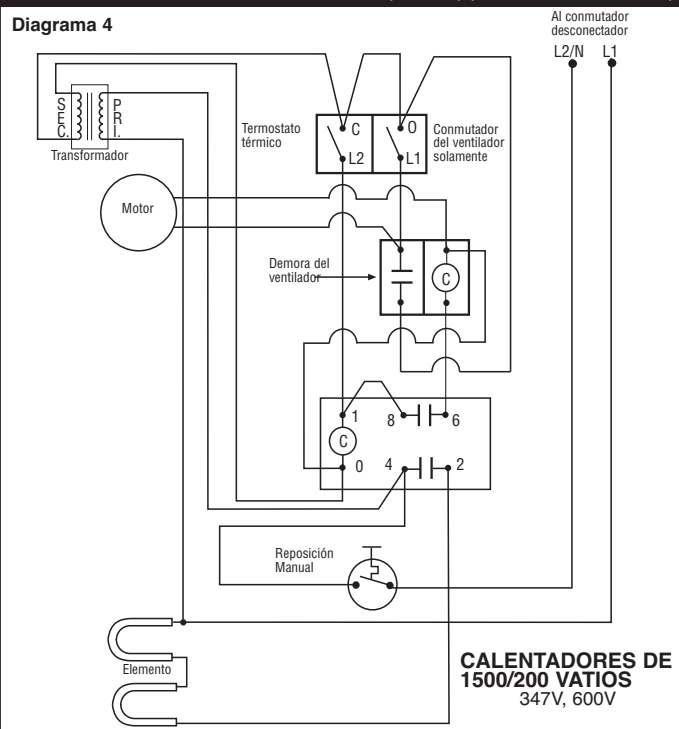 Diagrama 4
Al conmutador
desconectador
L2/N L1
S
E
C.
P
R
I.
Transformador
Termostato
térmico
C
L2
O
L1
Conmutador
del ventilador
solamente
Motor
Demora del
ventilador
C
1
8
6
C
0
4
2
Reposición
Manual
Elemento
CALENTADORES DE
1500/200 VATIOS
347V, 600V